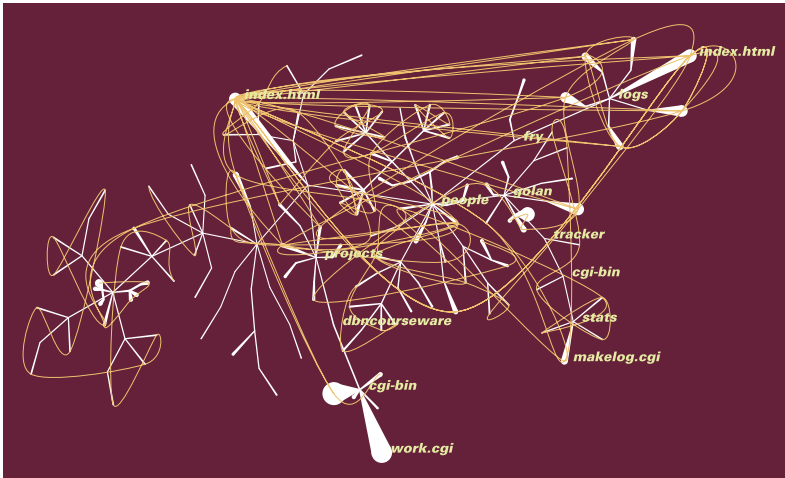 index.html
index.html
logs
fry
golan
people
tracker
projects
cgi-bin
stats
dbncourseware
makelog.cgi
cgi-bin
work.cgi